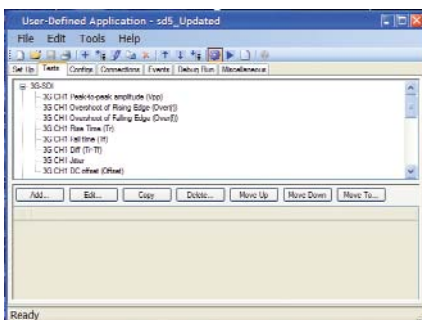 User-Defined Application - sd5_Updated
File Edit Tools Help
Set Up Tests Configs Connections Events Debug Run Miscellaneous
3G-SDI
3G CH1 Peak-to-peak amplitude (Vpp)
3G CH1 Overshoot of Rising Edge (Over(r))
3G CH1 Overshoot of Falling Edge (Over(f))
3G CH1 Rise Time (Tr)
3G CH1 Fall time (Tf)
3G CH1 Diff (Tr-Tf)
3G CH1 Jitter
3G CH1 DC offset (Offset)
Add... Edit... Copy Delete... Move Up Move Down Move To...
Ready